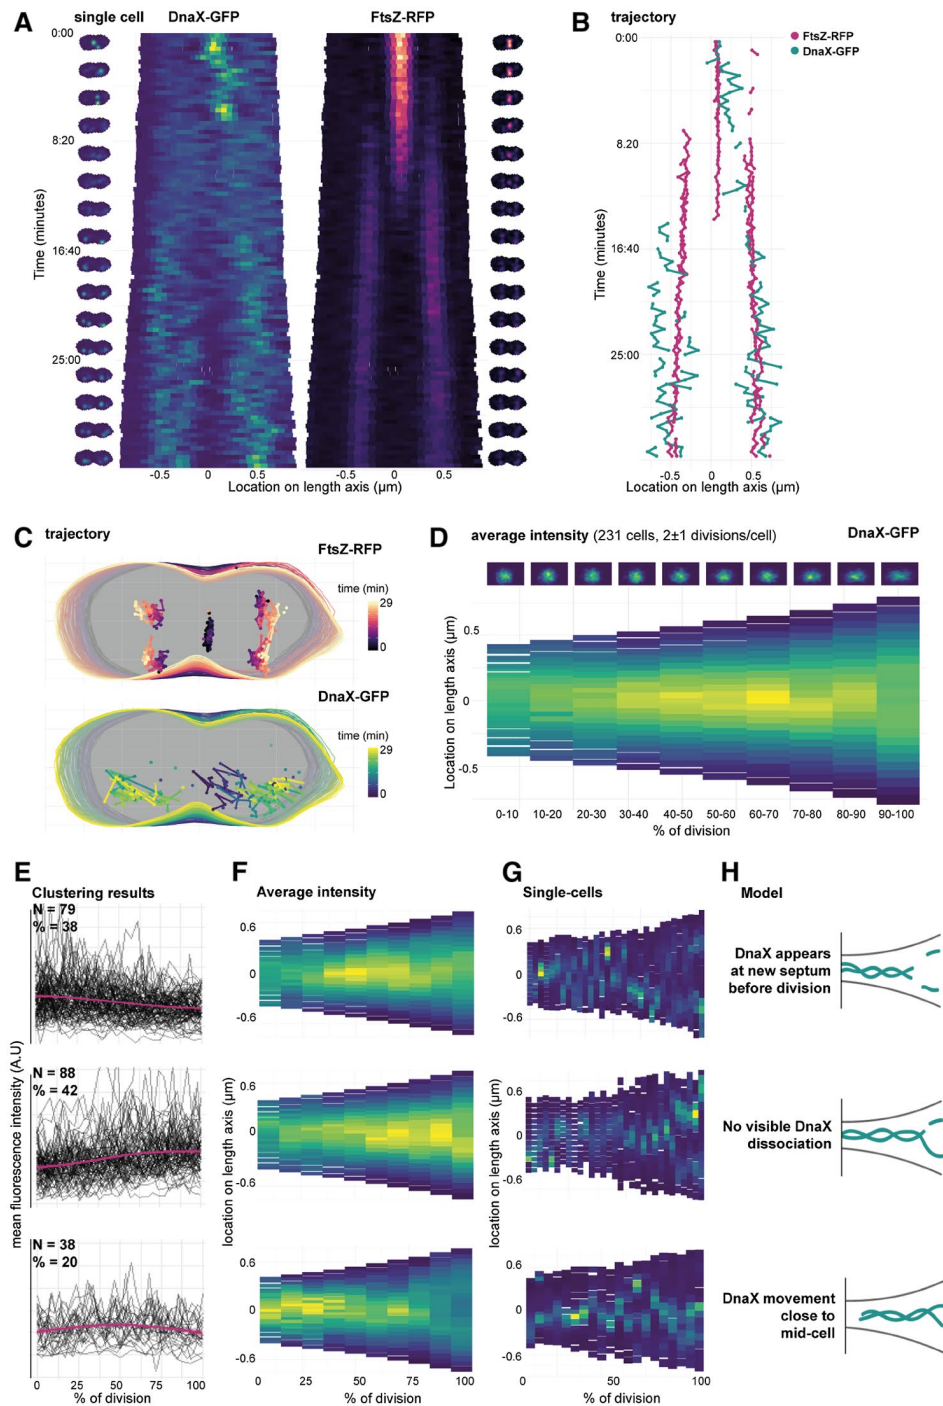 A single cell DnaX-GFP FtsZ-RFP
0:00
8:20
16:40
25:00
Time (minutes)
-0.5 0 0.5 -0.5 0 0.5
Location on length axis (μm)
B trajectory
FtsZ-RFP
DnaX-GFP
0:00
8.20
16:40
25:00
Time (minutes)
-0.5 0 0.5
Location on length axis (μm)
C trajectory
FtsZ-RFP
time (min)
29
0
DnaX-GFP
time (min)
29
0
D average intensity (231 cells, 2±1 divisions/cell) DnaX-GFP
Location on length axis (μm)
0.5
0
-0.5
0-10 10-20 20-30 30-40 40-50 50-60 60-70 70-80 80-90 90-100
% of division
E Clustering results
mean fluorescence intensity (A.U)
N = 79
% = 38
N = 88
% = 42
N = 38
% = 20
0 25 50 75 100
% of division
F Average intensity
location on length axis (μm)
0.6
0
-0.6
0.6
0
-0.6
0.6
0
-0.6
0 25 50 75 100
% of division
G Single-cells
location on length axis (μm)
0.6
0
-0.6
0.6
0
-0.6
0.6
0
-0.6
0 50 100
% of division
H Model
DnaX appears
at new septum
before division
No visible DnaX
dissociation
DnaX movement
close to
mid-cell